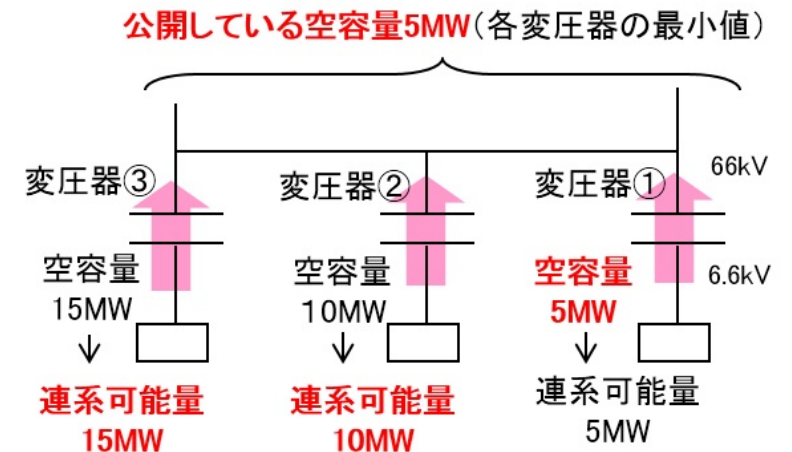 公開している空容量5MW(各変圧器の最小値)
変圧器③
変圧器②
変圧器①
66kV
6.6kV
空容量
15MW
空容量
10MW
空容量
5MW
連系可能量
15MW
連系可能量
10MW
連系可能量
5MW